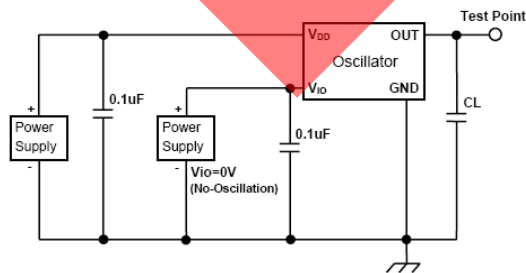 Test Point
VDD
OUT
Oscillator
VIO
GND
+
0.1uF
Power
Supply
-
+
Power
Supply
-
0.1uF
CL
Vio=0V
(No-Oscillation)